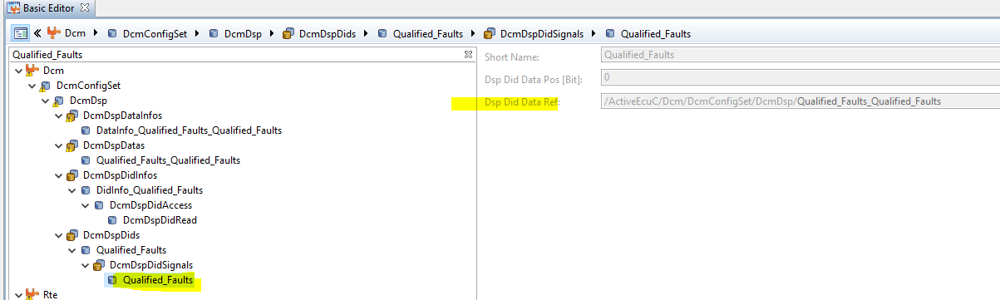 Basic Editor
Dcm DcmConfigSet DcmDsp DcmDspDids Qualified_Faults DcmDspDidSignals Qualified_Faults
Qualified_Faults
Dcm
DcmConfigSet
DcmDsp
DcmDspDataInfos
DataInfo_Qualified_Faults_Qualified_Faults
DcmDspDatas
Qualified_Faults_Qualified_Faults
DcmDspDidInfos
DidInfo_Qualified_Faults
DcmDspDidAccess
DcmDspDidRead
DcmDspDids
Qualified_Faults
DcmDspDidSignals
Qualified_Faults
Rte
Short Name: Qualified_Faults
Dsp Did Data Pos [Bit]: 0
Dsp Did Data Ref: /ActiveEcuC/Dcm/DcmConfigSet/DcmDsp/Qualified_Faults_Qualified_Faults